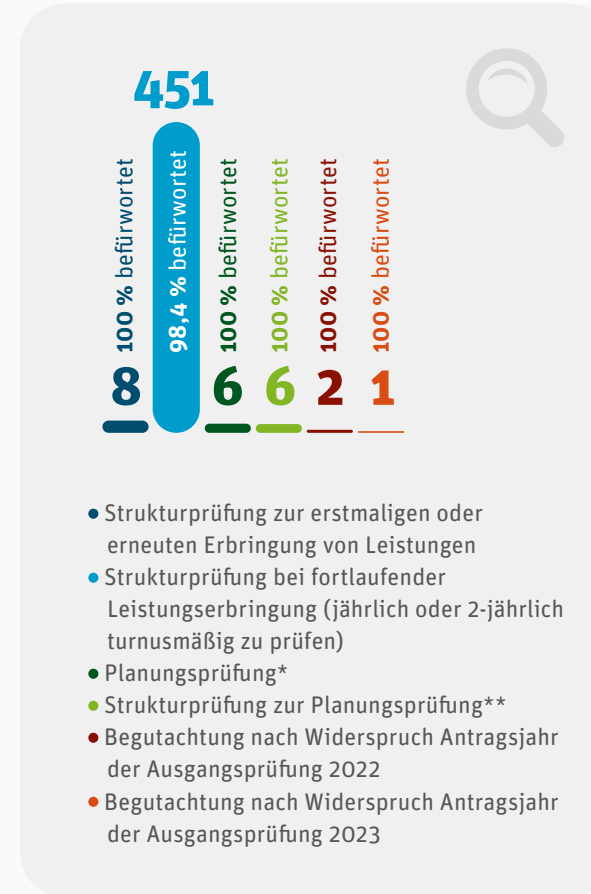 451
100 % befürwortet
98,4 % befürwortet
100 % befürwortet
100 % befürwortet
100 % befürwortet
100 % befürwortet
8 6 6 2 1
• Strukturprüfung zur erstmaligen oder
erneuten Erbringung von Leistungen
• Strukturprüfung bei fortlaufender
Leistungserbringung (jährlich oder 2-jährlich
turnusmäßig zu prüfen)
• Planungsprüfung*
• Strukturprüfung zur Planungsprüfung**
• Begutachtung nach Widerspruch Antragsjahr
der Ausgangsprüfung 2022
• Begutachtung nach Widerspruch Antragsjahr
der Ausgangsprüfung 2023